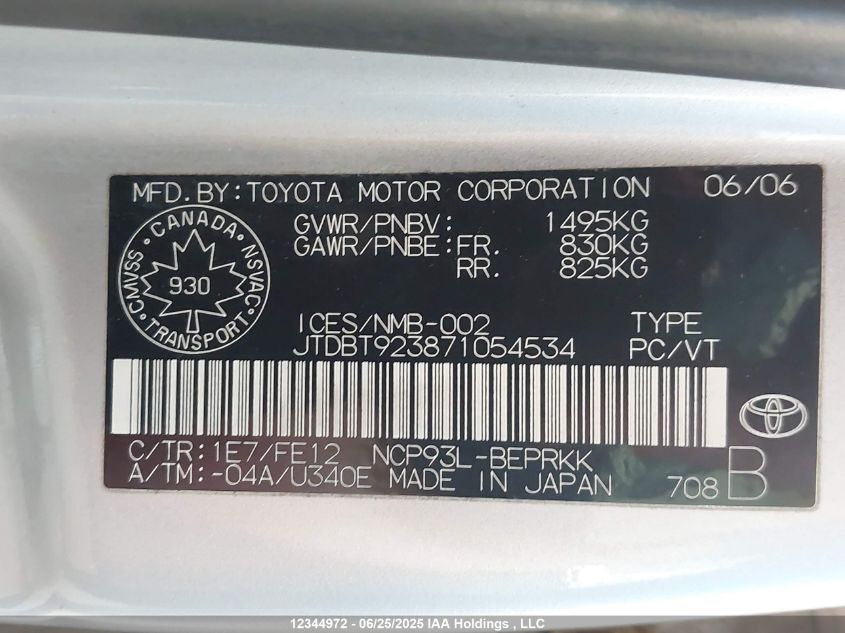 MFD.BY:TOYOTA MOTOR CORPORATION 06/06
GVWR/PNBV: 1495KG
GAWR/PNBE:FR. 830KG
RR. 825KG
CANADA
CMVSS NSVAC
930
TRANSPORT
ICES/NMB-002 TYPE
JTDBT923871054534 PC/VT
C/TR:1E7/FE12 NCP93L-BEPRKK
A/TM:-04A/U340E MADE IN JAPAN 708 B
12344972 - 06/25/2025 IAA Holdings , LLC